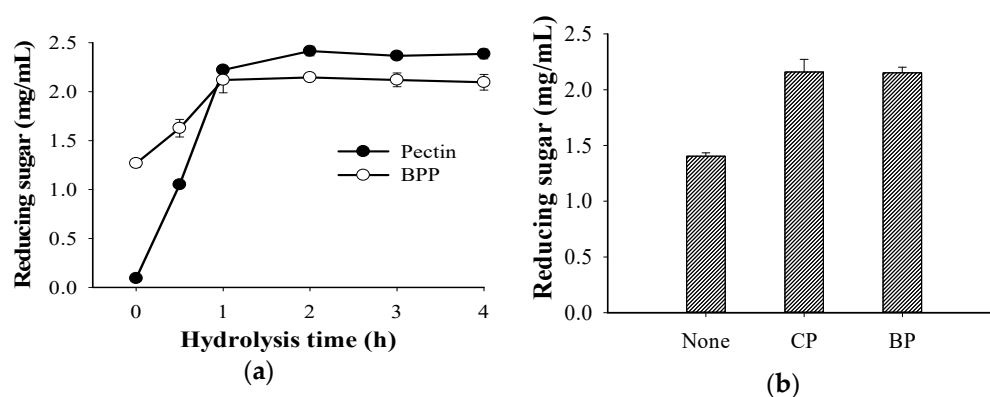 Reducing sugar (mg/mL)
2.5
2.0
1.5
1.0
0.5
0.0
Pectin
BPP
0 1 2 3 4
Hydrolysis time (h)
(a)
Reducing sugar (mg/mL)
2.5
2.0
1.5
1.0
0.5
0.0
None CP BP
(b)